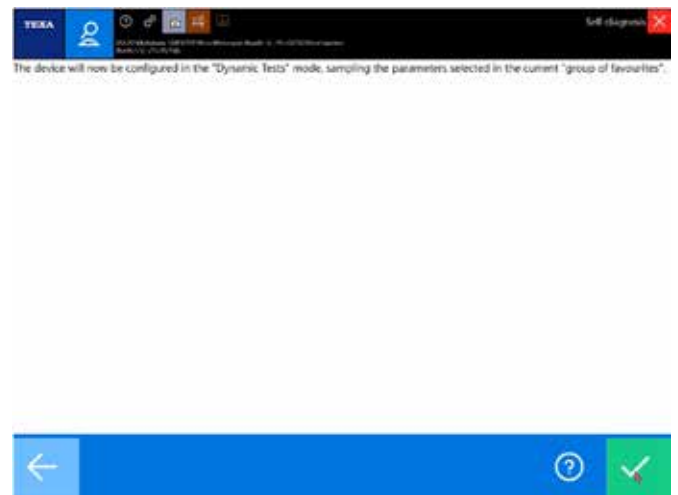 TEXA
Self diagnosis
The device will now be configured in the "Dynamic Tests" mode, sampling the parameters selected in the current "group of favourites".